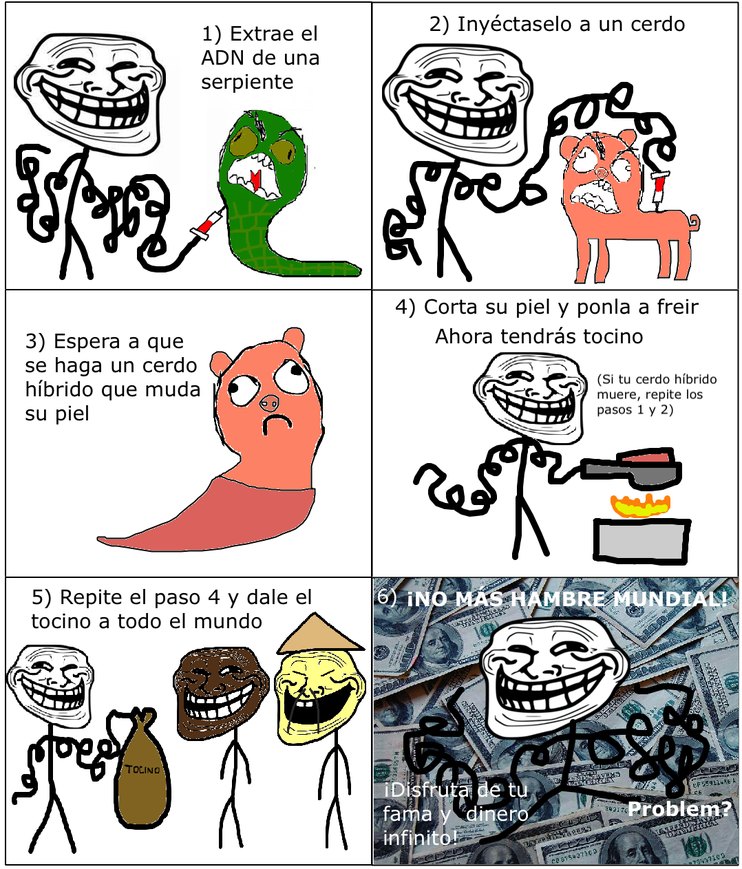 1) Extrae el
ADN de una
serpiente
2) Inyéctaselo a un cerdo
3) Espera a que
se haga un cerdo
híbrido que muda
su piel
4) Corta su piel y ponla a freir
Ahora tendrás tocino
(Si tu cerdo híbrido
muere, repite los
pasos 1 y 2)
5) Repite el paso 4 y dale el
tocino a todo el mundo
TOCINO
6) ¡NO MÁS HAMBRE MUNDIAL!
¡Disfruta de tu
fama y dinero
infinito!
Problem?